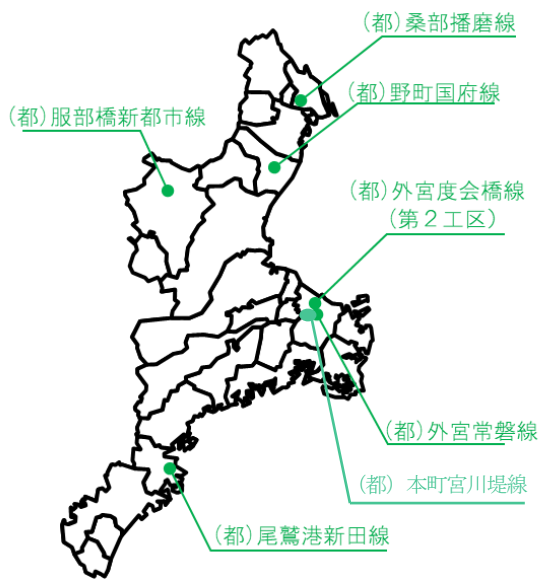 (都)桑部播磨線
(都)野町国府線
(都)服部橋新都市線
(都)外宮度会橋線
(第2工区)
(都)外宮常磐線
(都) 本町宮川堤線
(都)尾鷲港新田線